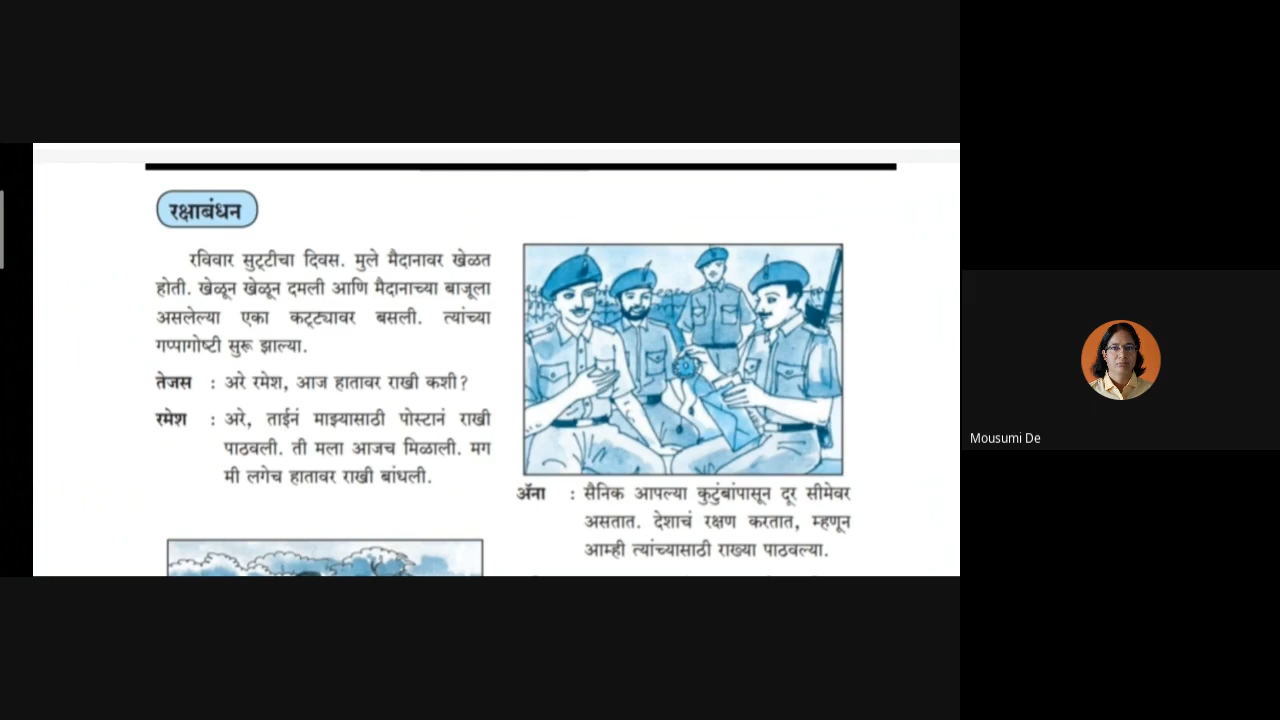 रक्षाबंधन
रविवार सुट्टीचा दिवस. मुले मैदानावर खेळत
होती. खेळून खेळून दमली आणि मैदानाच्या बाजूला
असलेल्या एका कट्ट्यावर बसली. त्यांच्या
गप्पागोष्टी सुरू झाल्या.
तेजस : अरे रमेश, आज हातावर राखी कशी?
रमेश : अरे, ताईनं माझ्यासाठी पोस्टानं राखी
पाठवली. ती मला आजच मिळाली. मग
मी लगेच हातावर राखी बांधली.
ॲना : सैनिक आपल्या कुटुंबांपासून दूर सीमेवर
असतात. देशाचं रक्षण करतात, म्हणून
आम्ही त्यांच्यासाठी राख्या पाठवल्या.
Mousumi De